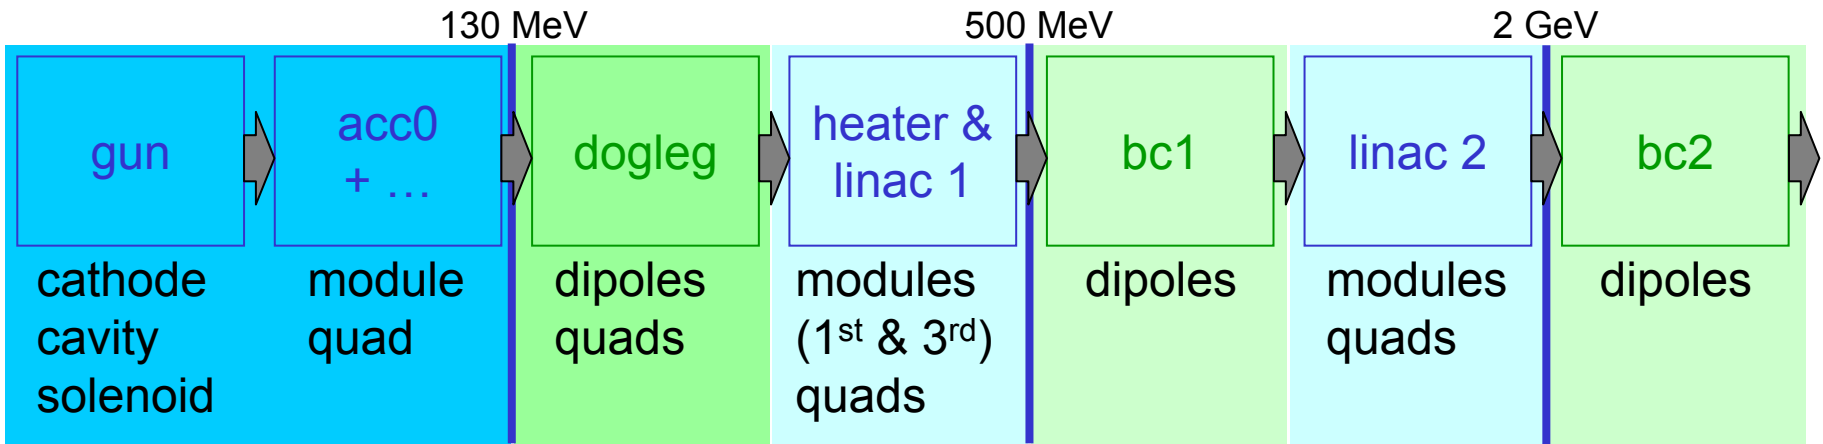 130 MeV
500 MeV
2 GeV
gun
acc0
+ …
dogleg
heater &
linac 1
bc1
linac 2
bc2
cathode
cavity
solenoid
module
quad
dipoles
quads
modules
(1st & 3rd)
quads
dipoles
modules
quads
dipoles